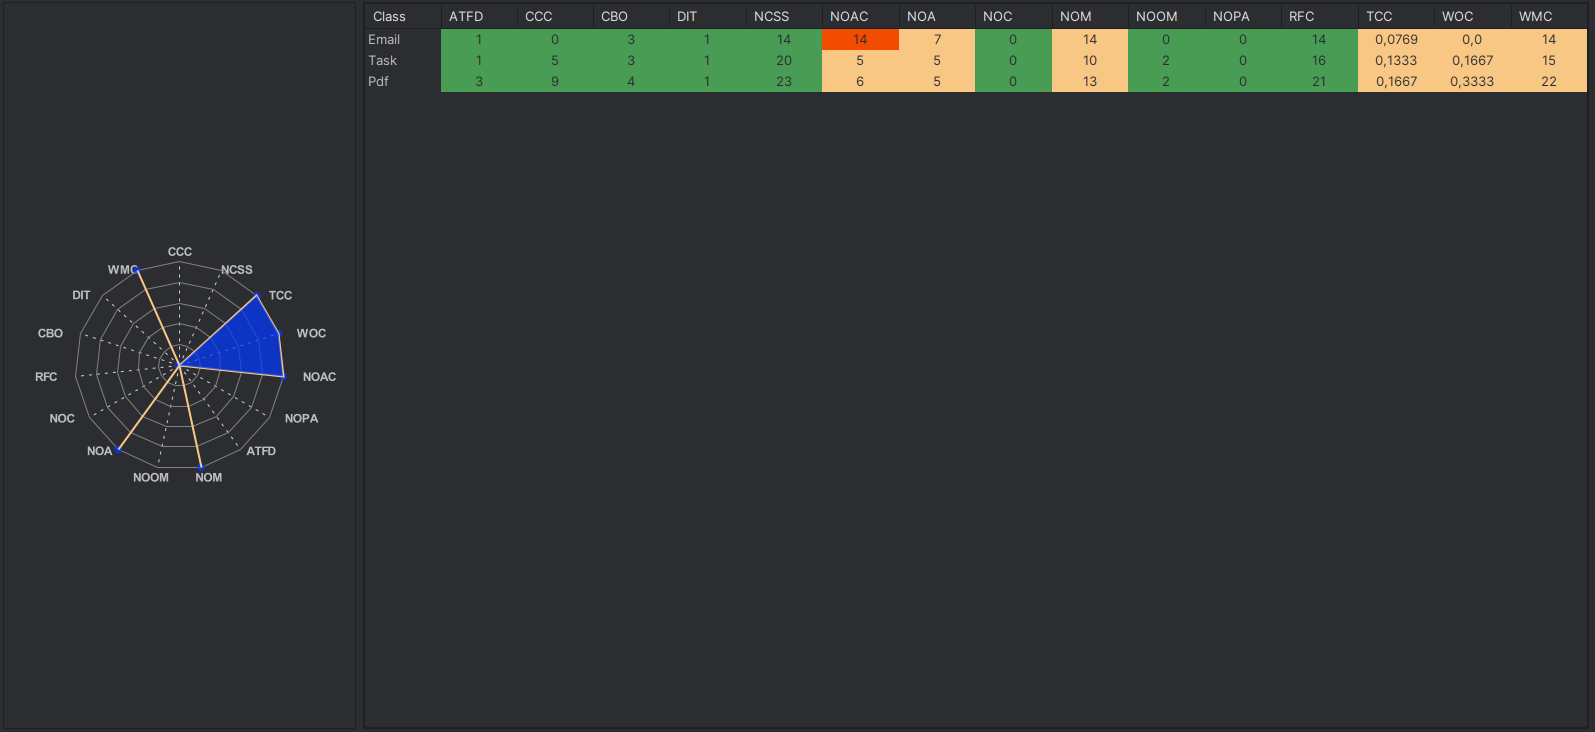 Class ATFD CCC CBO DIT NCSS NOAC NOA NOC NOM NOOM NOPA RFC TCC WOC WMC
Email 1 0 3 1 14 14 7 0 14 0 0 14 0,0769 0,0 14
Task 1 5 3 1 20 5 5 0 10 2 0 16 0,1333 0,1667 15
Pdf 3 9 4 1 23 6 5 0 13 2 0 21 0,1667 0,3333 22
CCC
WMC NCSS
DIT TCC
CBO WOC
RFC NOAC
NOC NOPA
NOA ATFD
NOOM NOM